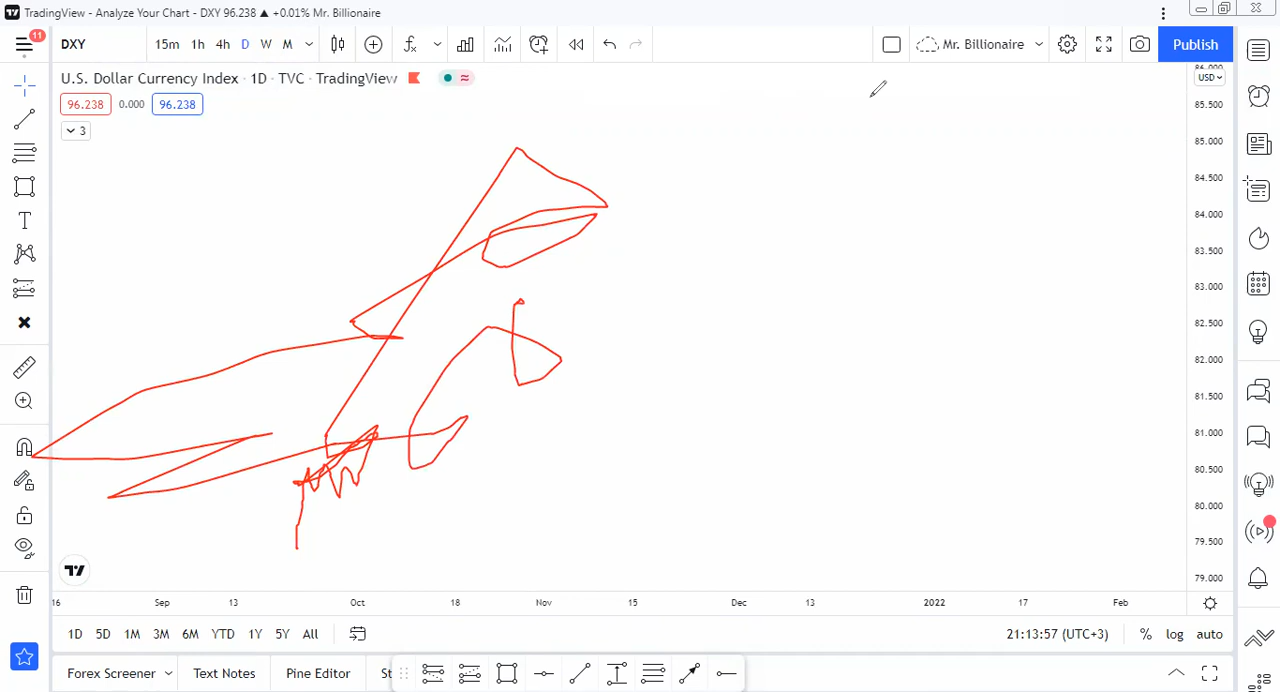 TradingView - Analyze Your Chart - DXY 96.238 ▲ +0.01% Mr. Billionaire
11
DXY 15m 1h 4h D W M Mr. Billionaire Publish
U.S. Dollar Currency Index · 1D · TVC · TradingView
USD
96.238 0.000 96.238
3
85.500
85.000
84.500
84.000
83.500
83.000
82.500
82.000
81.500
81.000
80.500
80.000
79.500
79.000
16 Sep 13 Oct 18 Nov 15 Dec 13 2022 17 Feb
1D 5D 1M 3M 6M YTD 1Y 5Y All 21:13:57 (UTC+3) % log auto
Forex Screener Text Notes Pine Editor St